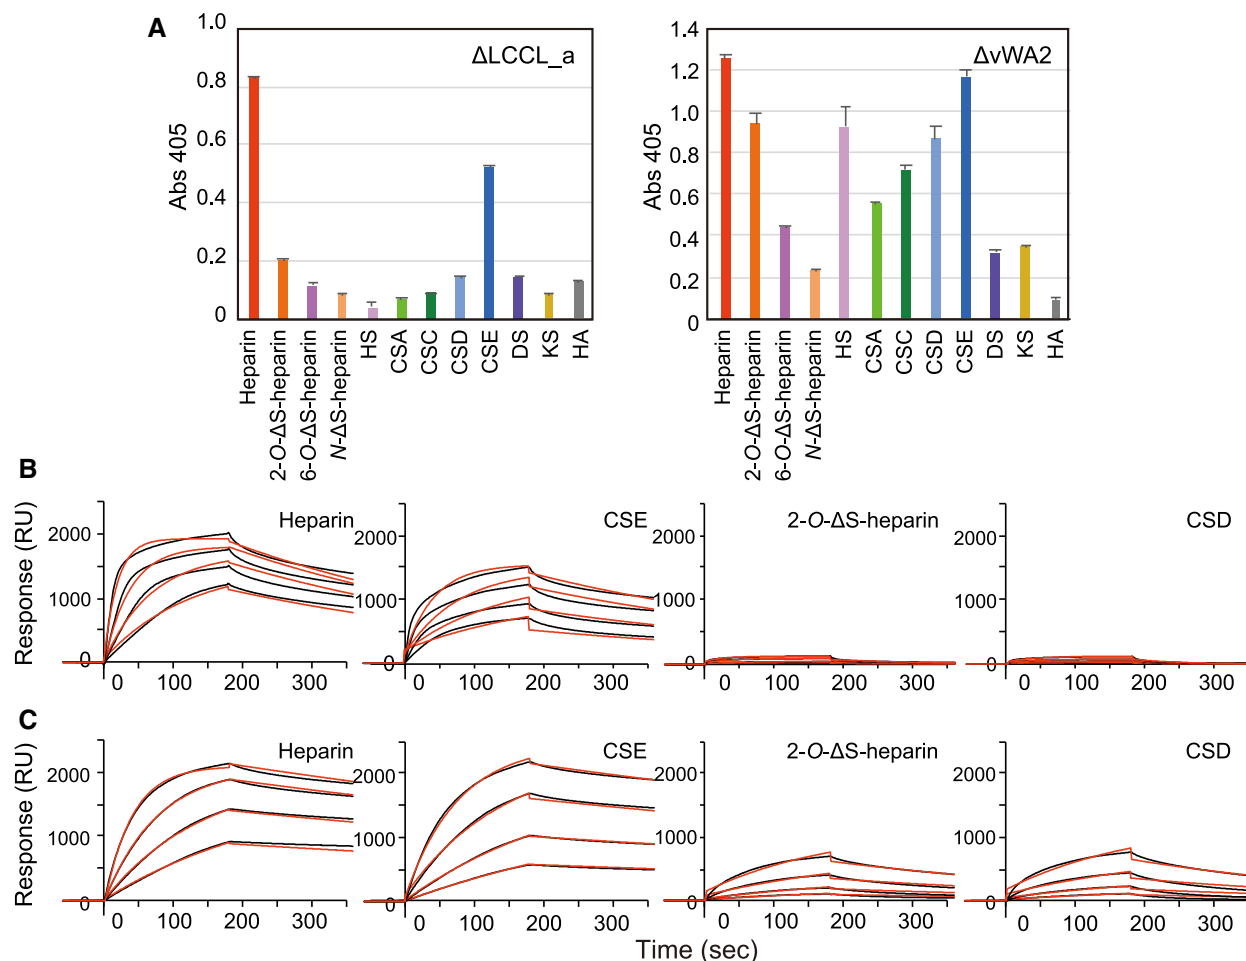 A
1.0
0.8
0.6
0.4
0.2
0
Abs 405
ΔLCCL_a
Heparin
2-O-ΔS-heparin
6-O-ΔS-heparin
N-ΔS-heparin
HS
CSA
CSC
CSD
CSE
DS
KS
HA
1.4
1.2
1.0
0.8
0.6
0.4
0.2
0
Abs 405
ΔvWA2
Heparin
2-O-ΔS-heparin
6-O-ΔS-heparin
N-ΔS-heparin
HS
CSA
CSC
CSD
CSE
DS
KS
HA
B
Response (RU)
Heparin
2000
1000
0
0 100 200 300
CSE
2000
1000
0
0 100 200 300
2-O-ΔS-heparin
2000
1000
0
0 100 200 300
CSD
2000
1000
0
0 100 200 300
C
Response (RU)
Heparin
2000
1000
0
0 100 200 300
CSE
2000
1000
0
0 100 200 300
2-O-ΔS-heparin
2000
1000
0
0 100 200 300
CSD
2000
1000
0
0 100 200 300
Time (sec)